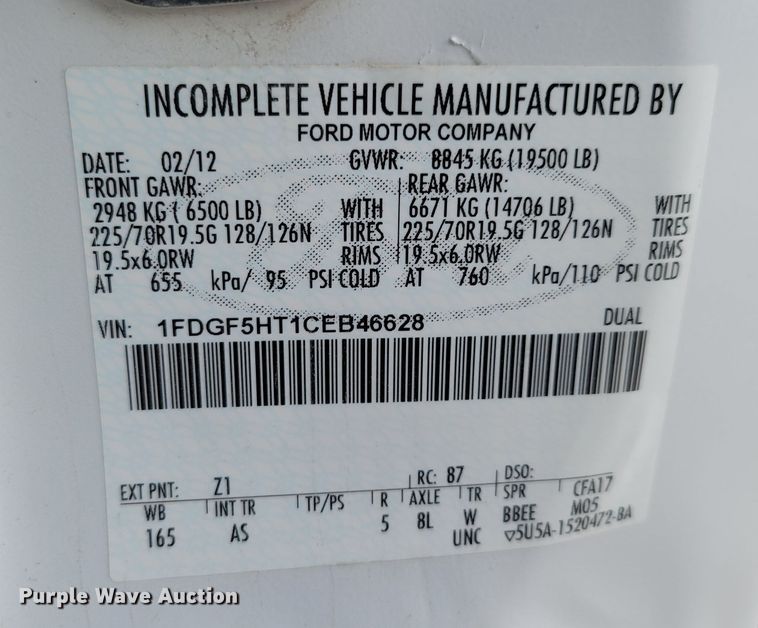 INCOMPLETE VEHICLE MANUFACTURED BY
FORD MOTOR COMPANY
DATE: 02/12 GVWR: 8845 KG (19500 LB)
FRONT GAWR: REAR GAWR:
2948 KG ( 6500 LB) WITH 6671 KG (14706 LB) WITH
225/70R19.5G 128/126N TIRES 225/70R19.5G 128/126N TIRES
19.5x6.0RW RIMS 19.5x6.0RW RIMS
AT 655 kPa/ 95 PSI COLD AT 760 kPa/110 PSI COLD
VIN: 1FDGF5HT1CEB46628 DUAL
EXT PNT: Z1 RC: 87 DSO:
WB INT TR TP/PS R AXLE TR SPR CFA17
165 AS 5 8L W BBEE M05
UNC ▽5U5A-1520472-BA
Purple Wave Auction